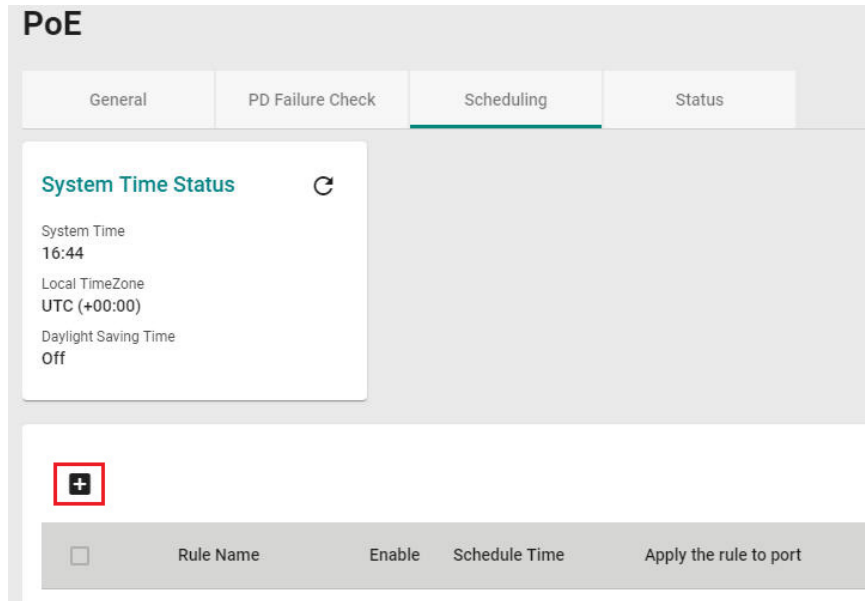 PoE
General PD Failure Check Scheduling Status
System Time Status
System Time
16:44
Local TimeZone
UTC (+00:00)
Daylight Saving Time
Off
Rule Name Enable Schedule Time Apply the rule to port